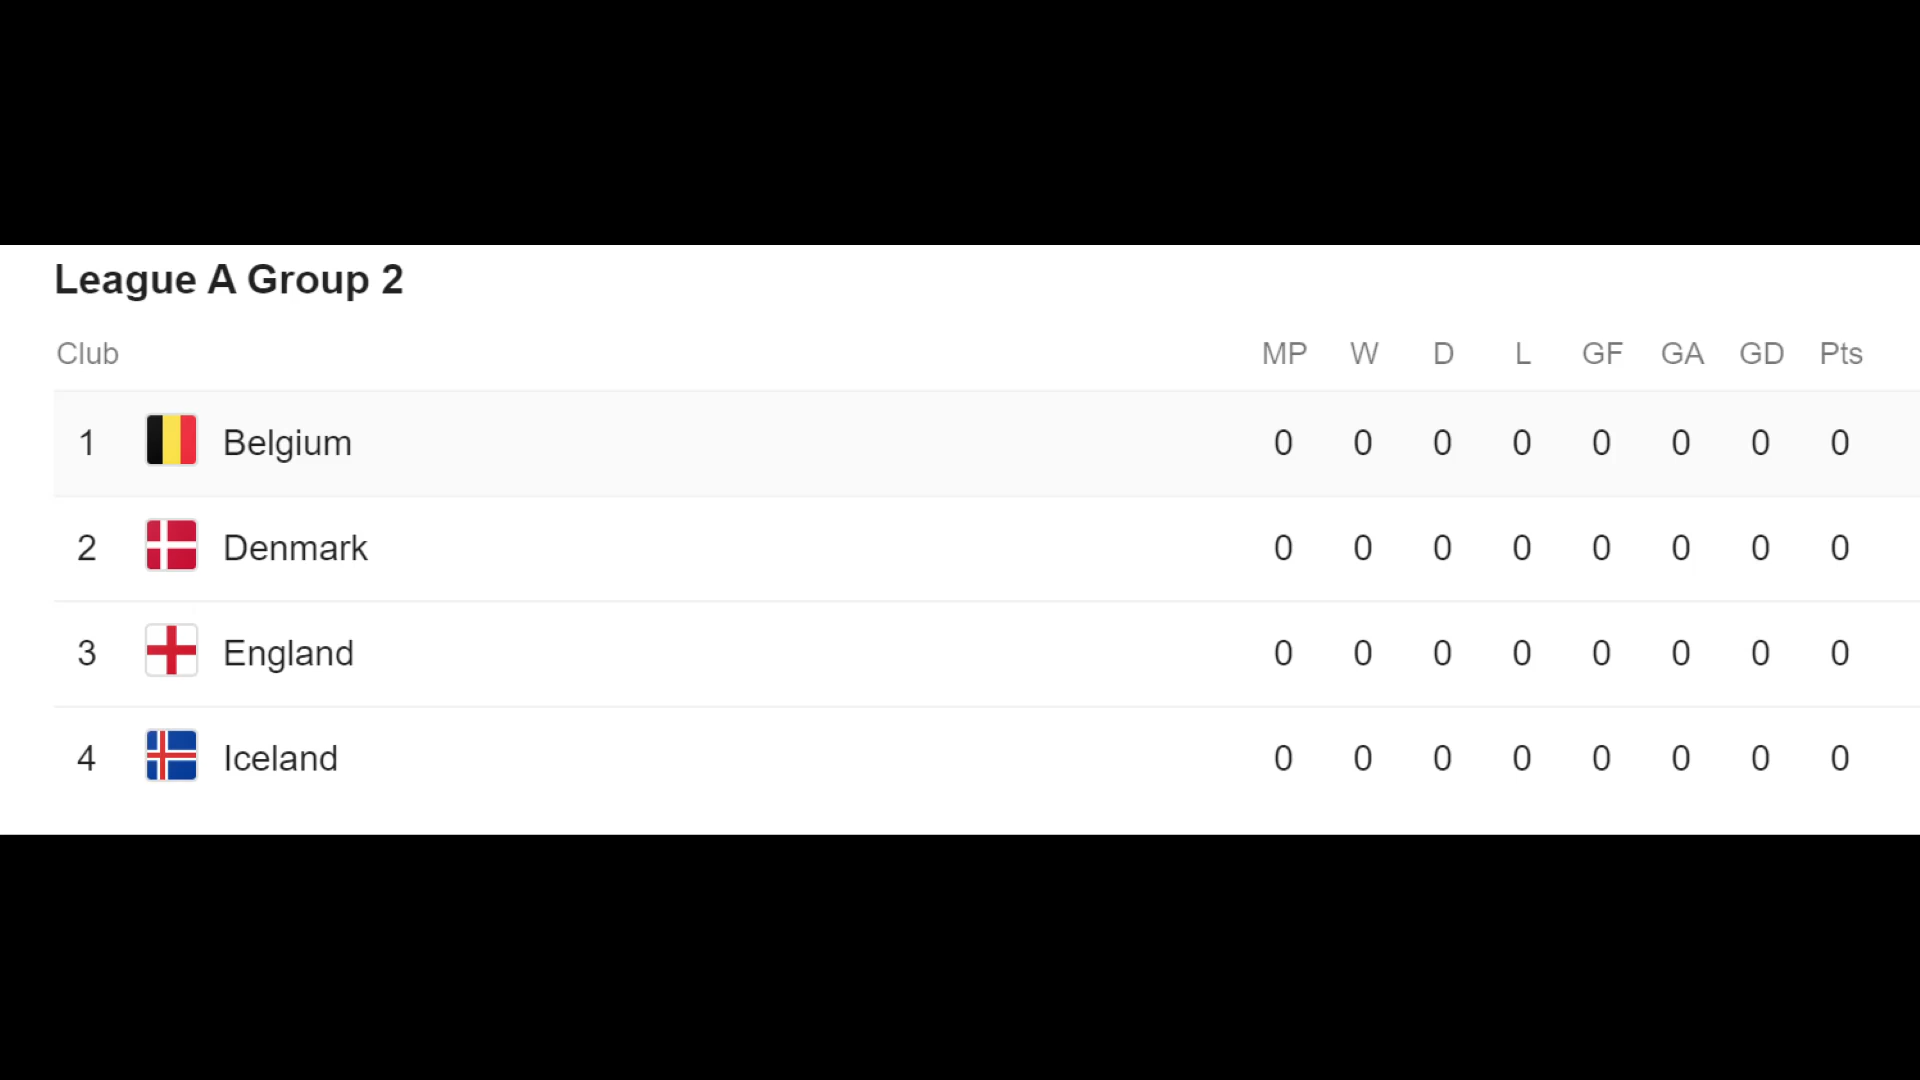 League A Group 2
Club MP W D L GF GA GD Pts
1 Belgium 0 0 0 0 0 0 0 0
2 Denmark 0 0 0 0 0 0 0 0
3 England 0 0 0 0 0 0 0 0
4 Iceland 0 0 0 0 0 0 0 0